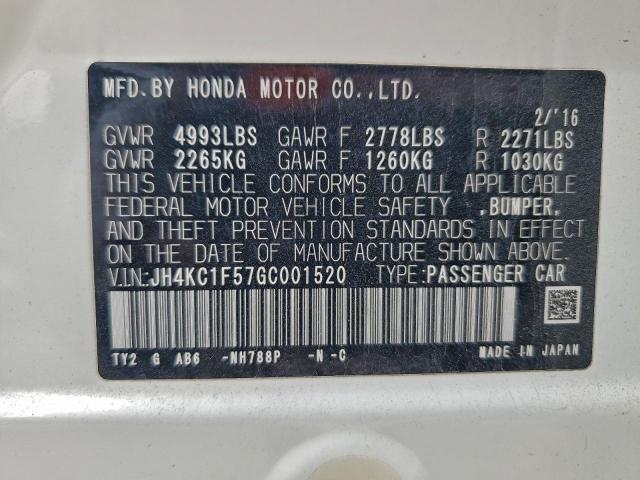 MFD.BY HONDA MOTOR CO.,LTD.
2/'16
GVWR 4993LBS GAWR F 2778LBS R 2271LBS
GVWR 2265KG GAWR F 1260KG R 1030KG
THIS VEHICLE CONFORMS TO ALL APPLICABLE
FEDERAL MOTOR VEHICLE SAFETY ,BUMPER,
AND THEFT PREVENTION STANDARDS IN EFFECT
ON THE DATE OF MANUFACTURE SHOWN ABOVE.
V.IN:JH4KC1F57GC001520 TYPE:PASSENGER CAR
TY2 G AB6 -NH788P -N -C MADE IN JAPAN